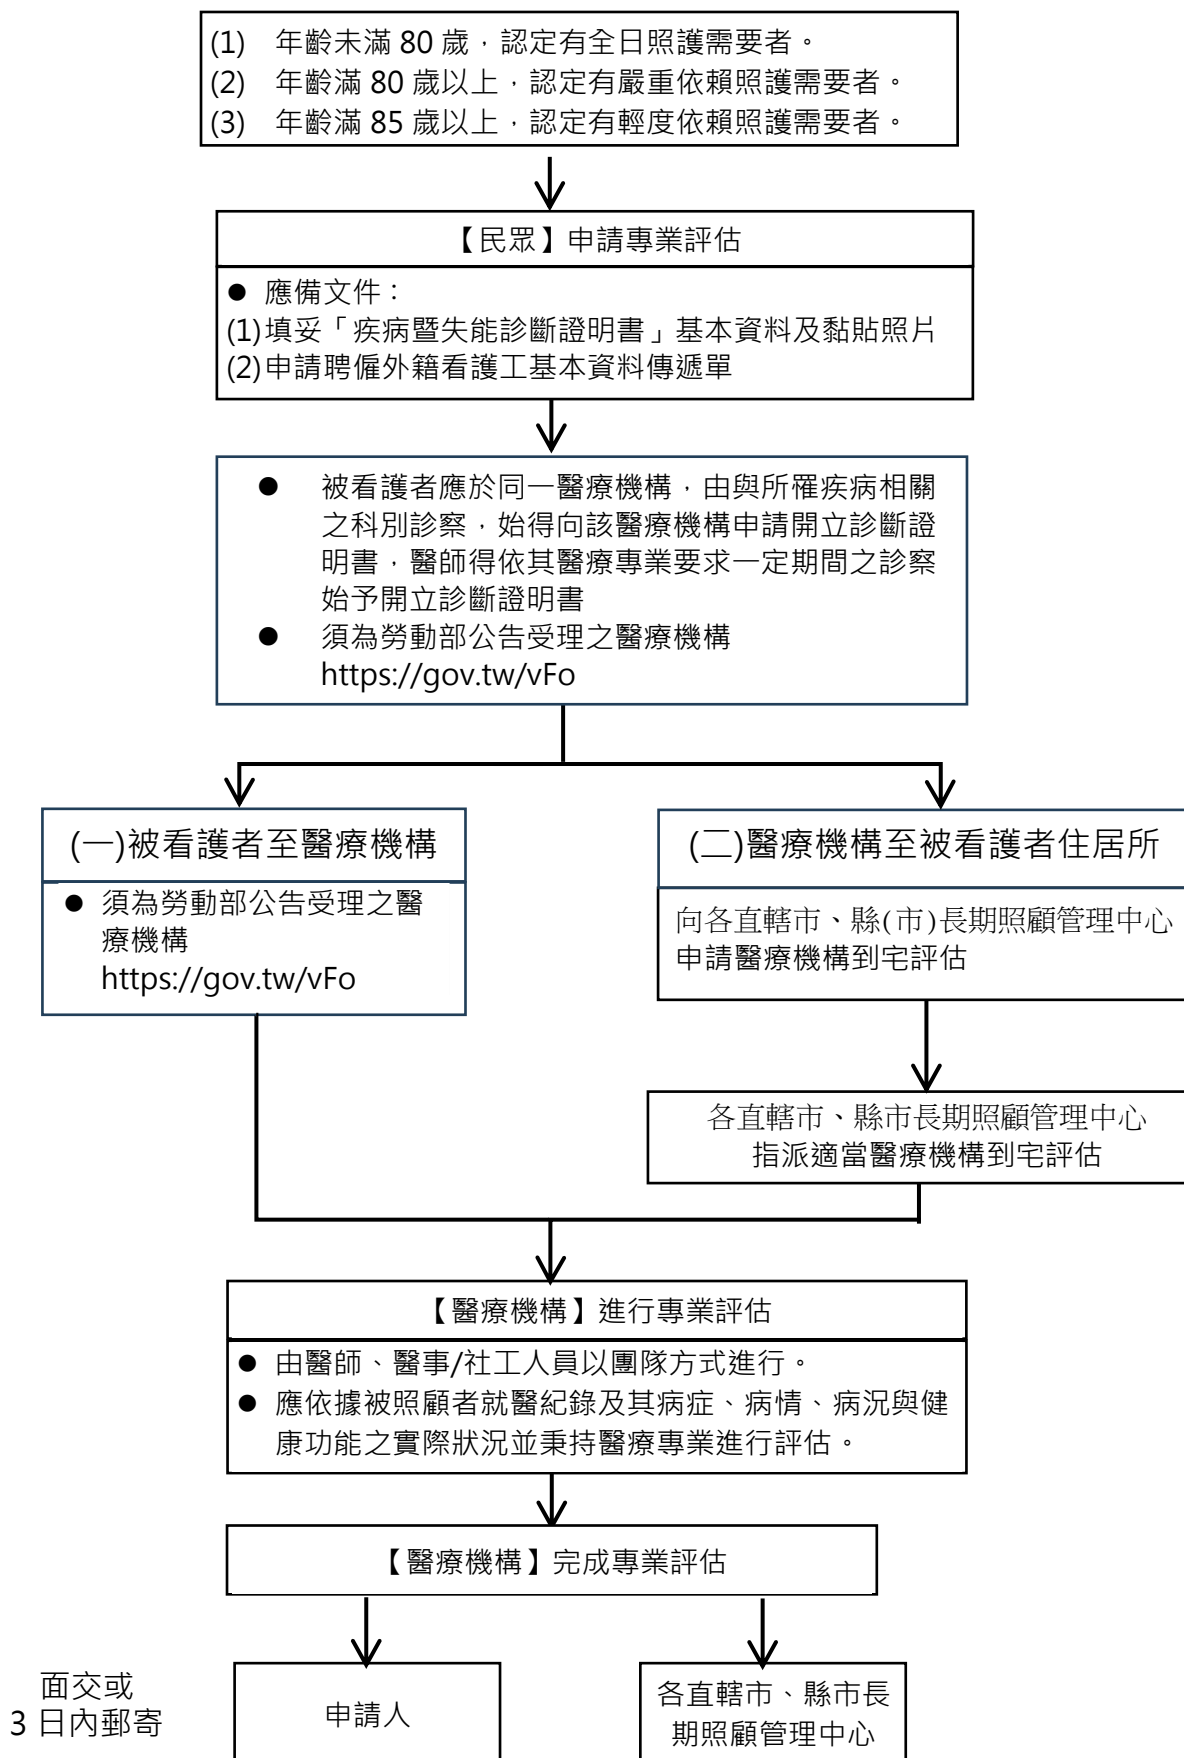 (1) 年齡未滿 80 歲，認定有全日照護需要者。
(2) 年齡滿 80 歲以上，認定有嚴重依賴照護需要者。
(3) 年齡滿 85 歲以上，認定有輕度依賴照護需要者。
【民眾】申請專業評估
● 應備文件：
(1)填妥「疾病暨失能診斷證明書」基本資料及黏貼照片
(2)申請聘僱外籍看護工基本資料傳遞單
● 被看護者應於同一醫療機構，由與所罹疾病相關
之科別診察，始得向該醫療機構申請開立診斷證
明書，醫師得依其醫療專業要求一定期間之診察
始予開立診斷證明書
● 須為勞動部公告受理之醫療機構
https://gov.tw/vFo
(一)被看護者至醫療機構
● 須為勞動部公告受理之醫
療機構
https://gov.tw/vFo
(二)醫療機構至被看護者住居所
向各直轄市、縣(市)長期照顧管理中心
申請醫療機構到宅評估
各直轄市、縣市長期照顧管理中心
指派適當醫療機構到宅評估
【醫療機構】進行專業評估
● 由醫師、醫事/社工人員以團隊方式進行。
● 應依據被照顧者就醫紀錄及其病症、病情、病況與健
康功能之實際狀況並秉持醫療專業進行評估。
【醫療機構】完成專業評估
面交或
3 日內郵寄
申請人
各直轄市、縣市長
期照顧管理中心